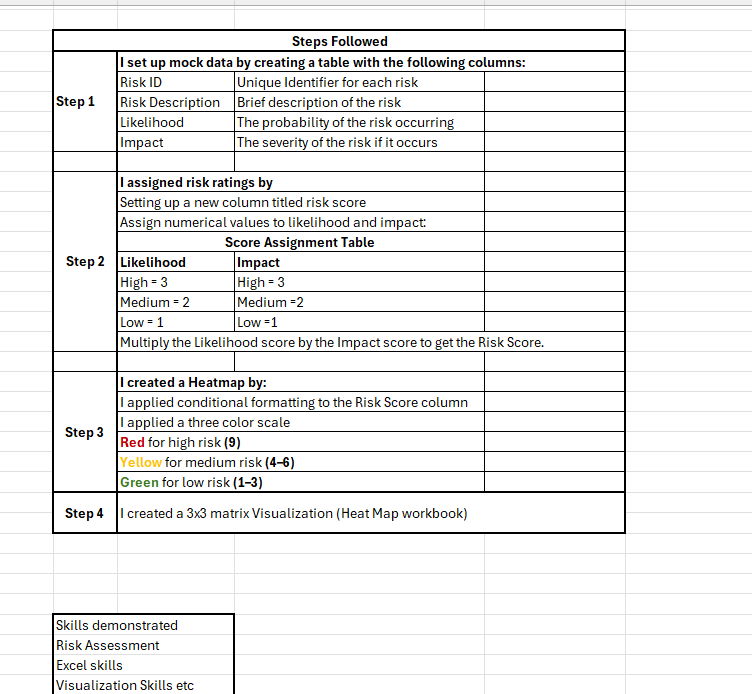 Steps Followed
I set up mock data by creating a table with the following columns:
Risk ID Unique Identifier for each risk
Step 1 Risk Description Brief description of the risk
Likelihood The probability of the risk occurring
Impact The severity of the risk if it occurs
I assigned risk ratings by
Setting up a new column titled risk score
Assign numerical values to likelihood and impact:
Score Assignment Table
Step 2 Likelihood Impact
High = 3 High = 3
Medium = 2 Medium =2
Low = 1 Low =1
Multiply the Likelihood score by the Impact score to get the Risk Score.
I created a Heatmap by:
I applied conditional formatting to the Risk Score column
I applied a three color scale
Step 3
Red for high risk (9)
Yellow for medium risk (4–6)
Green for low risk (1–3)
Step 4 I created a 3x3 matrix Visualization (Heat Map workbook)
Skills demonstrated
Risk Assessment
Excel skills
Visualization Skills etc